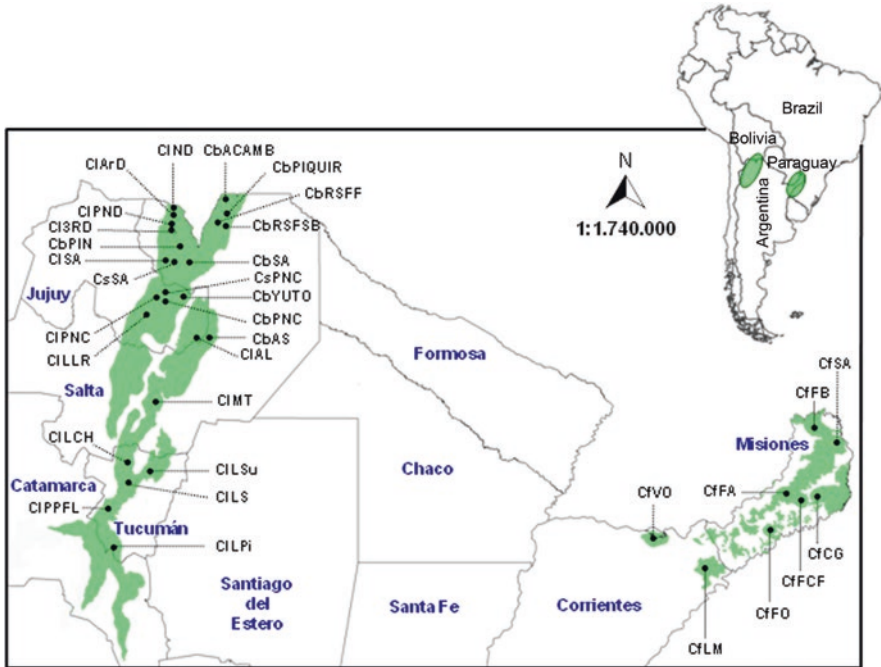 Brazil
Bolivia
Paraguay
Argentina
N
1:1.740.000
ClND
CbACAMB
ClArD
CbPIQUIR
CbRSFF
ClPND
Cl3RD
CbRSFSB
CbPIN
ClSA
CbSA
CsSA
CsPNC
Jujuy
CbYUTO
CbPNC
ClPNC
CbAS
ClLLR
ClAL
Formosa
CfSA
Salta
CfFB
ClMT
Misiones
ClLCH
Chaco
ClLSu
Catamarca
CfVO
CfFA
ClLS
ClPPFL
Tucumán
CfCG
ClLPi
CfFCF
Santiago
del
Estero
Santa Fe
Corrientes
CfFO
CfLM